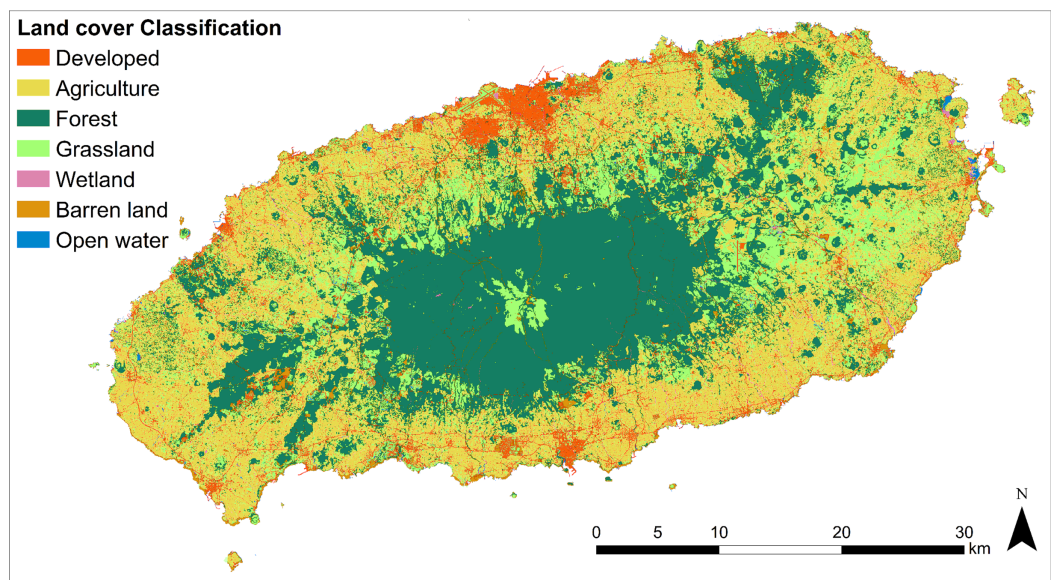 Land cover Classification
Developed
Agriculture
Forest
Grassland
Wetland
Barren land
Open water
N
0 5 10 20 30
km